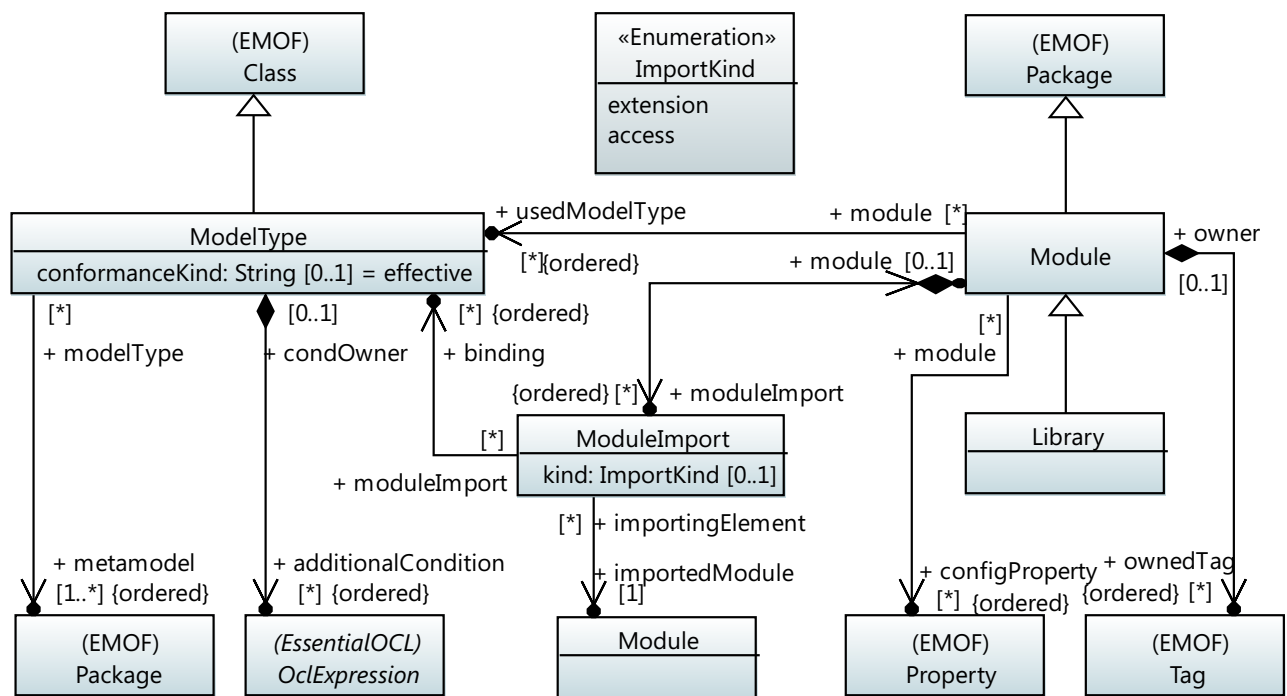 (EMOF)
Class
«Enumeration»
ImportKind
extension
access
(EMOF)
Package
+ usedModelType
+ module [*]
[*]{ordered}
ModelType
conformanceKind: String [0..1] = effective
Module
+ owner
[0..1]
+ module [0..1]
[*]
+ modelType
[0..1]
+ condOwner
[*] {ordered}
+ binding
[*]
+ module
{ordered} [*]
+ moduleImport
ModuleImport
kind: ImportKind [0..1]
[*]
+ moduleImport
Library
[*] + importingElement
+ importedModule
[1]
+ metamodel
[1..*] {ordered}
+ additionalCondition
[*] {ordered}
+ configProperty
[*] {ordered}
+ ownedTag
{ordered} [*]
(EMOF)
Package
(EssentialOCL)
OclExpression
Module
(EMOF)
Property
(EMOF)
Tag